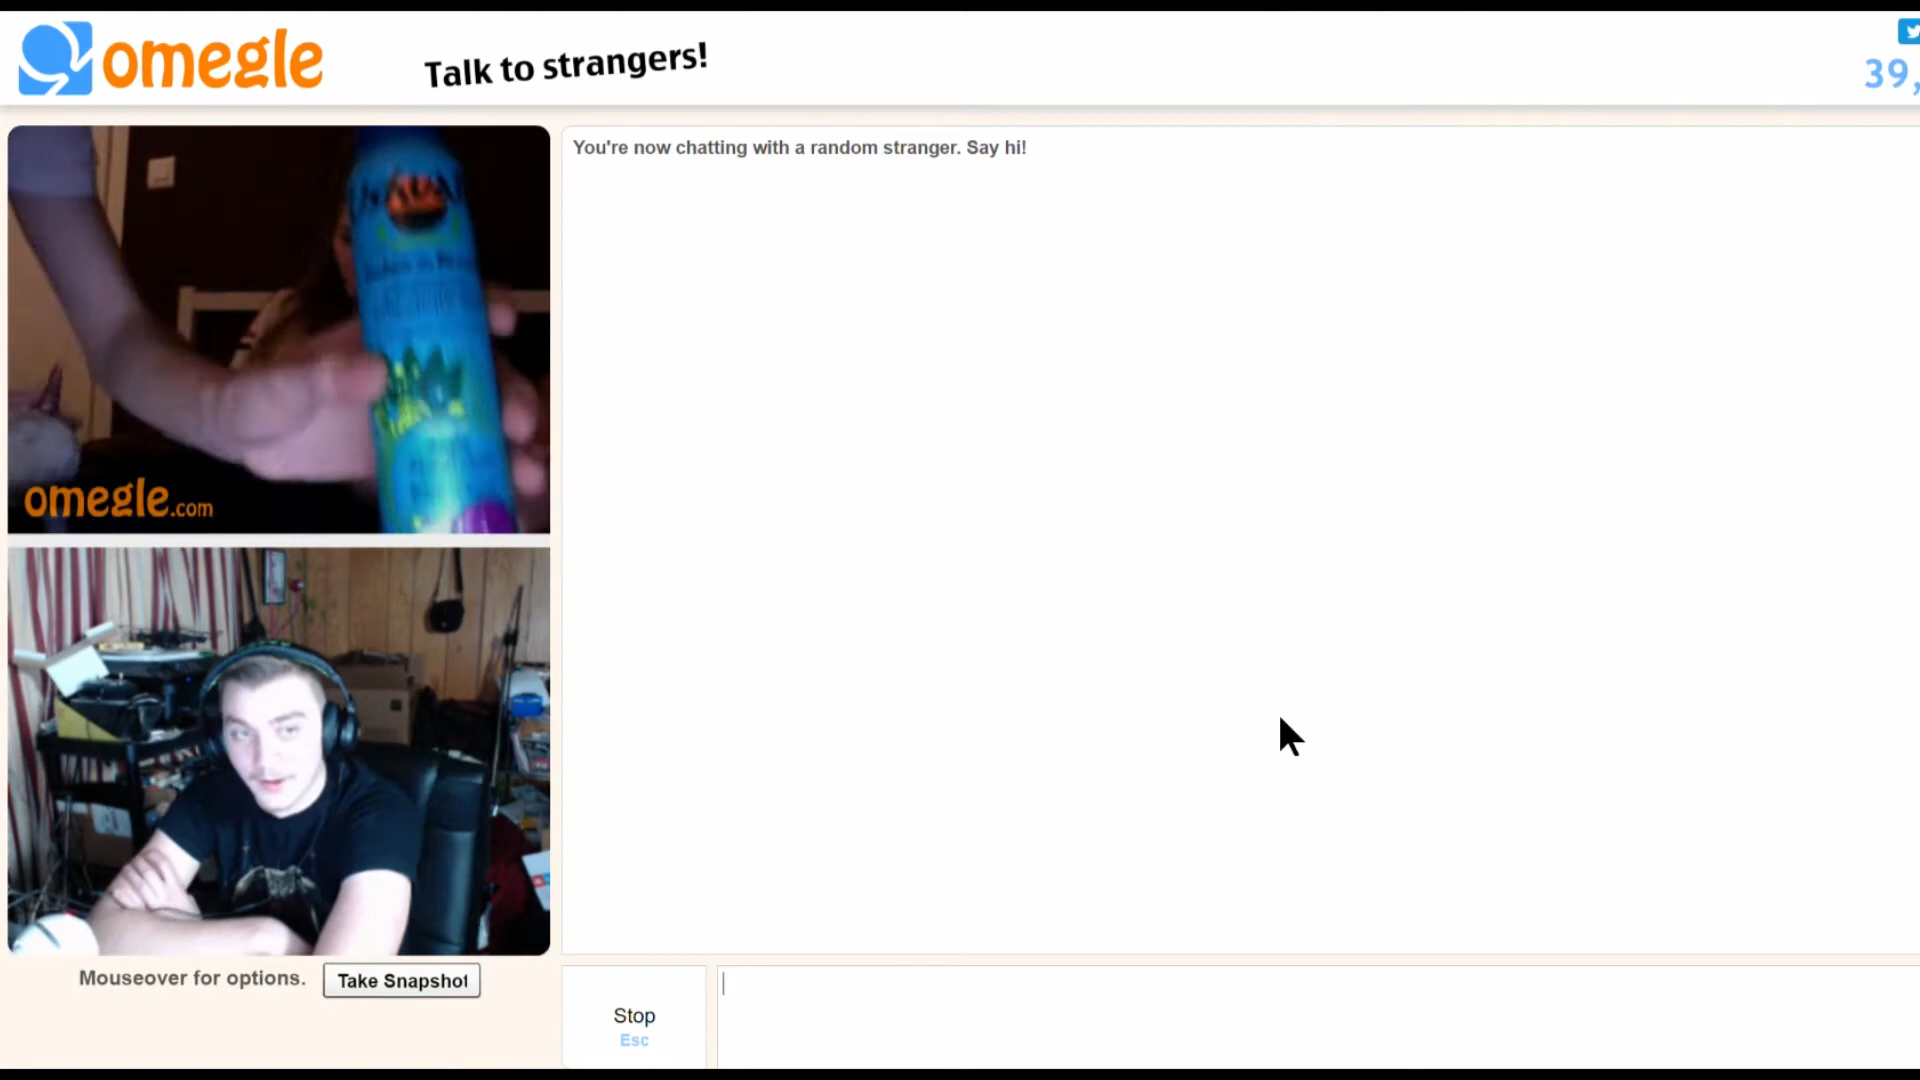 omegle
Talk to strangers!
39,
You're now chatting with a random stranger. Say hi!
omegle.com
Mouseover for options.
Take Snapshot
Stop
Esc